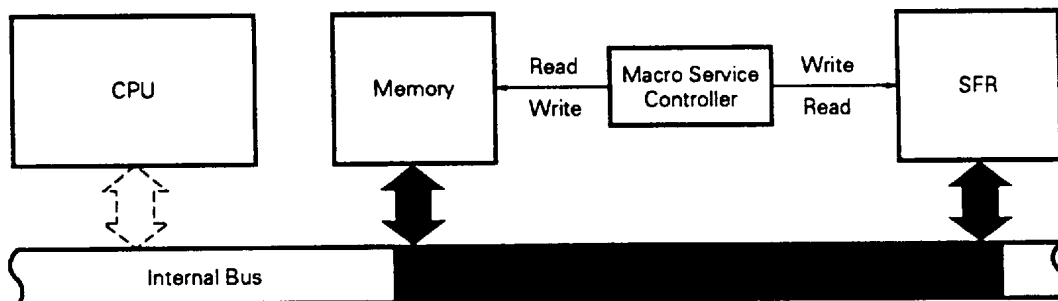 CPU
Memory
Read
Write
Macro Service
Controller
Write
Read
SFR
Internal Bus